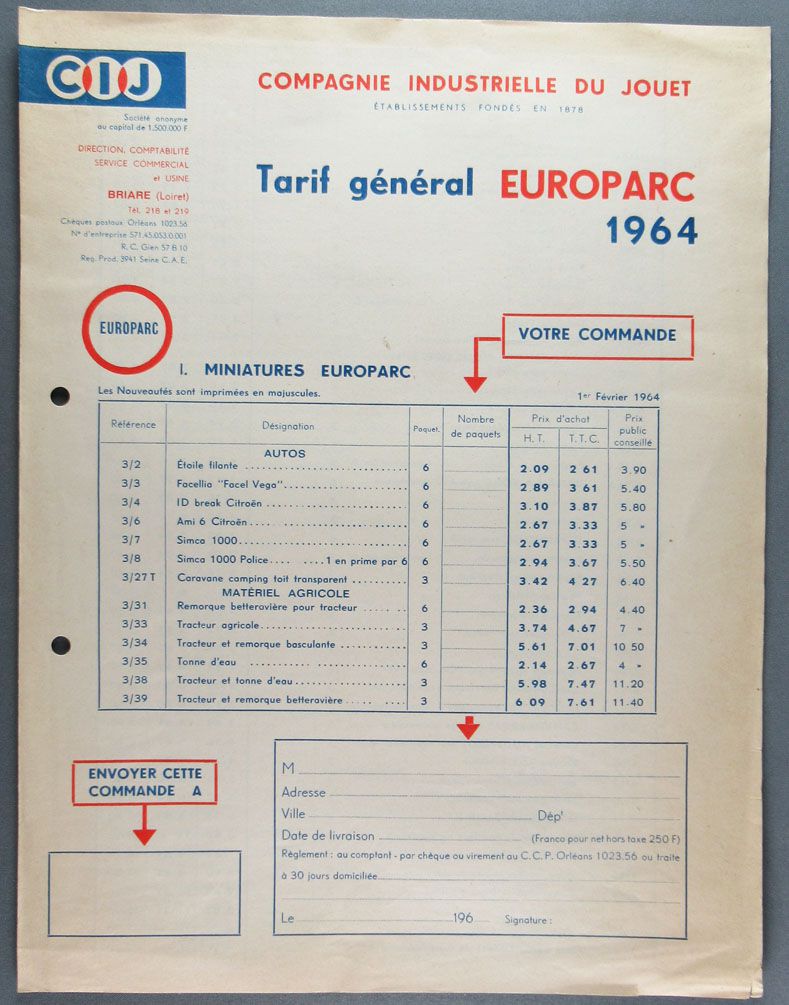 CIJ
Société anonyme
au capital de 1.500.000 F
DIRECTION, COMPTABILITÉ
SERVICE COMMERCIAL
et USINE
BRIARE (Loiret)
Tél. 218 et 219
Chèques postaux Orléans 1023.56
N° d'entreprise 571.45.053.0.001
R. C. Gien 57 B 10
Reg. Prod. 3941 Seine C.A.E.
COMPAGNIE INDUSTRIELLE DU JOUET
ÉTABLISSEMENTS FONDÉS EN 1878
Tarif général EUROPARC
1964
EUROPARC
VOTRE COMMANDE
I. MINIATURES EUROPARC
Les Nouveautés sont imprimées en majuscules.
1er Février 1964
Référence Désignation Paquet. Nombre de paquets Prix d'achat H.T. T.T.C. Prix public conseillé
AUTOS
3/2 Étoile filante 6 2.09 2 61 3.90
3/3 Facellia "Facel Vega" 6 2.89 3 61 5.40
3/4 ID break Citroën 6 3.10 3.87 5.80
3/6 Ami 6 Citroën 6 2.67 3.33 5 »
3/7 Simca 1000 6 2.67 3 33 5 »
3/8 Simca 1000 Police 1 en prime par 6 6 2.94 3.67 5.50
3/27 T Caravane camping toit transparent 3 3.42 4 27 6.40
MATÉRIEL AGRICOLE
3/31 Remorque betteravière pour tracteur 6 2.36 2 94 4.40
3/33 Tracteur agricole 3 3.74 4.67 7 »
3/34 Tracteur et remorque basculante 3 5.61 7.01 10 50
3/35 Tonne d'eau 6 2.14 2.67 4 »
3/38 Tracteur et tonne d'eau 3 5.98 7.47 11.20
3/39 Tracteur et remorque betteravière 3 6 09 7.61 11.40
ENVOYER CETTE
COMMANDE A
M
Adresse
Ville Dépt
Date de livraison (Franco pour net hors taxe 250 F)
Règlement : au comptant - par chèque ou virement au C.C.P. Orléans 1023.56 ou traite
à 30 jours domiciliée
Le 196 Signature :